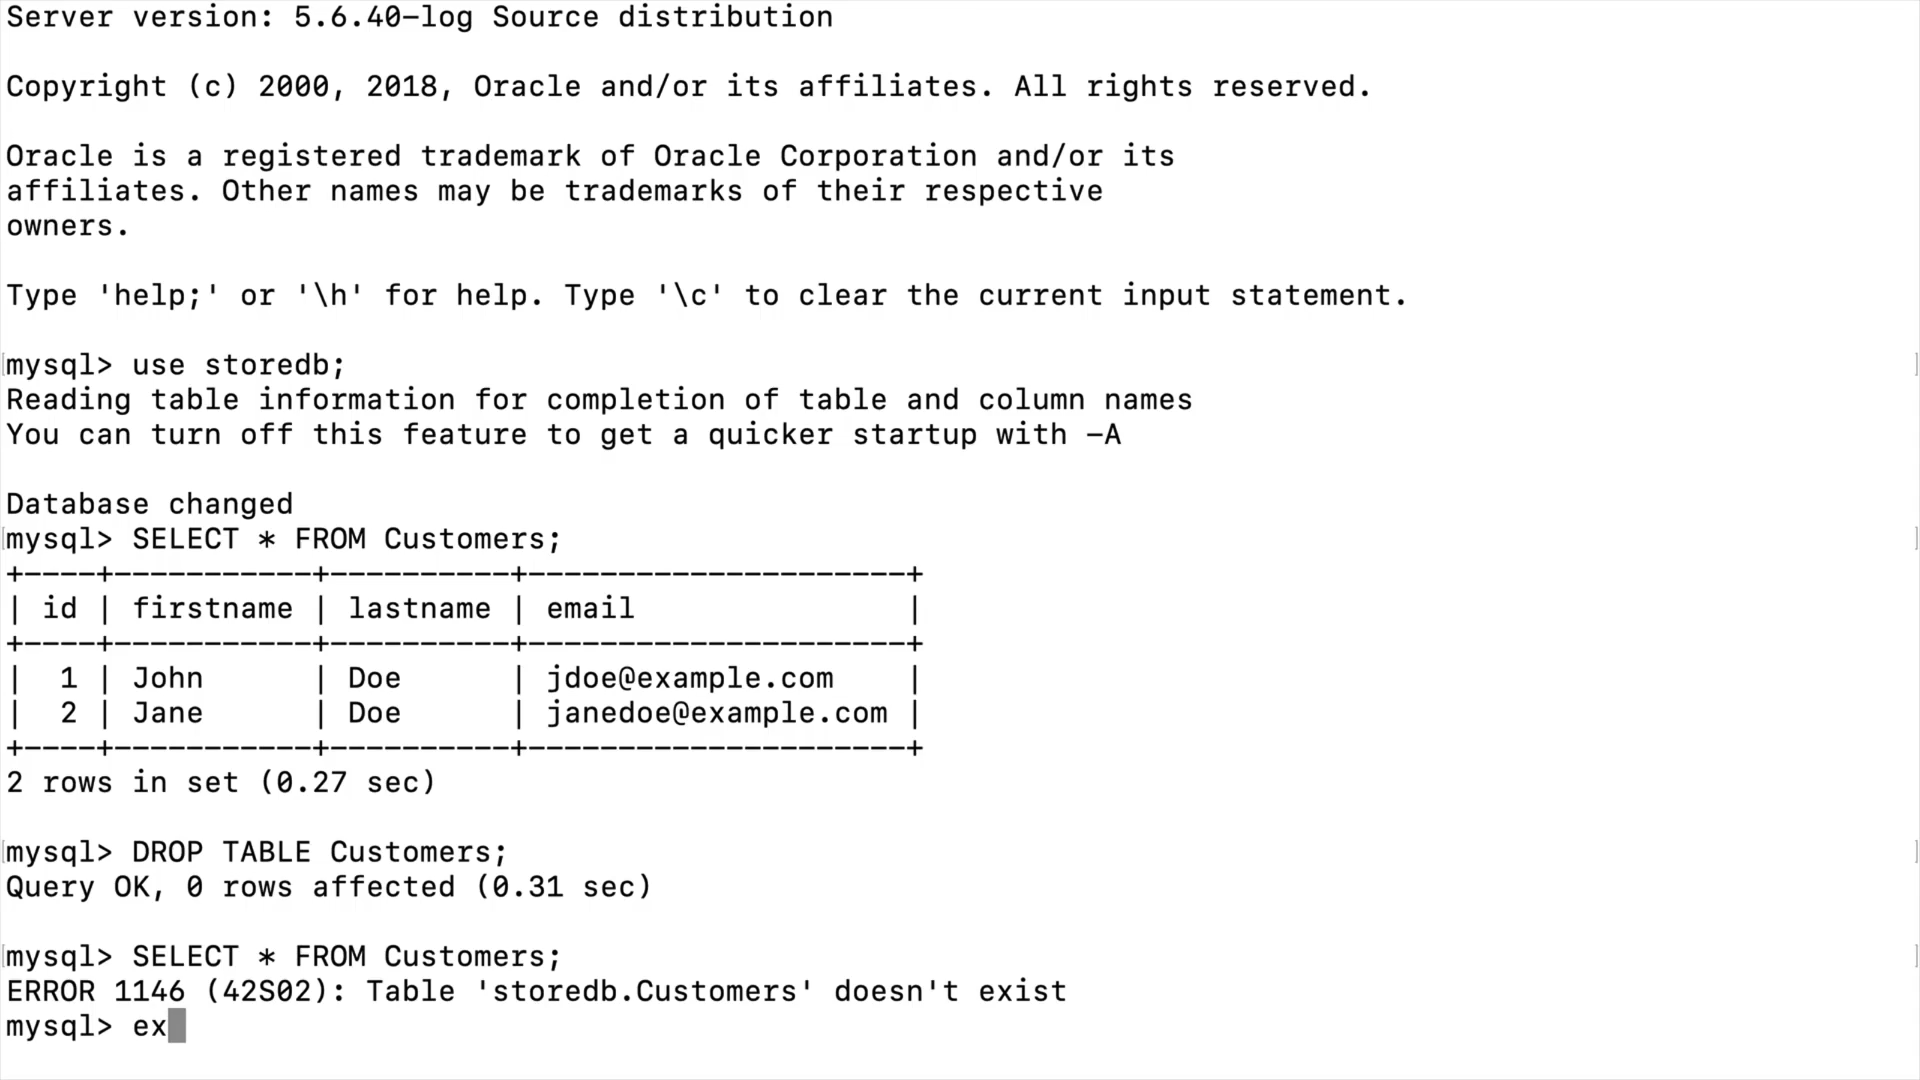 Server version: 5.6.40-log Source distribution
Copyright (c) 2000, 2018, Oracle and/or its affiliates. All rights reserved.
Oracle is a registered trademark of Oracle Corporation and/or its
affiliates. Other names may be trademarks of their respective
owners.
Type 'help;' or '\h' for help. Type '\c' to clear the current input statement.
mysql> use storedb;
Reading table information for completion of table and column names
You can turn off this feature to get a quicker startup with -A
Database changed
mysql> SELECT * FROM Customers;
+----+-----------+----------+---------------------+
| id | firstname | lastname | email               |
+----+-----------+----------+---------------------+
|  1 | John      | Doe      | jdoe@example.com    |
|  2 | Jane      | Doe      | janedoe@example.com |
+----+-----------+----------+---------------------+
2 rows in set (0.27 sec)
mysql> DROP TABLE Customers;
Query OK, 0 rows affected (0.31 sec)
mysql> SELECT * FROM Customers;
ERROR 1146 (42S02): Table 'storedb.Customers' doesn't exist
mysql> ex